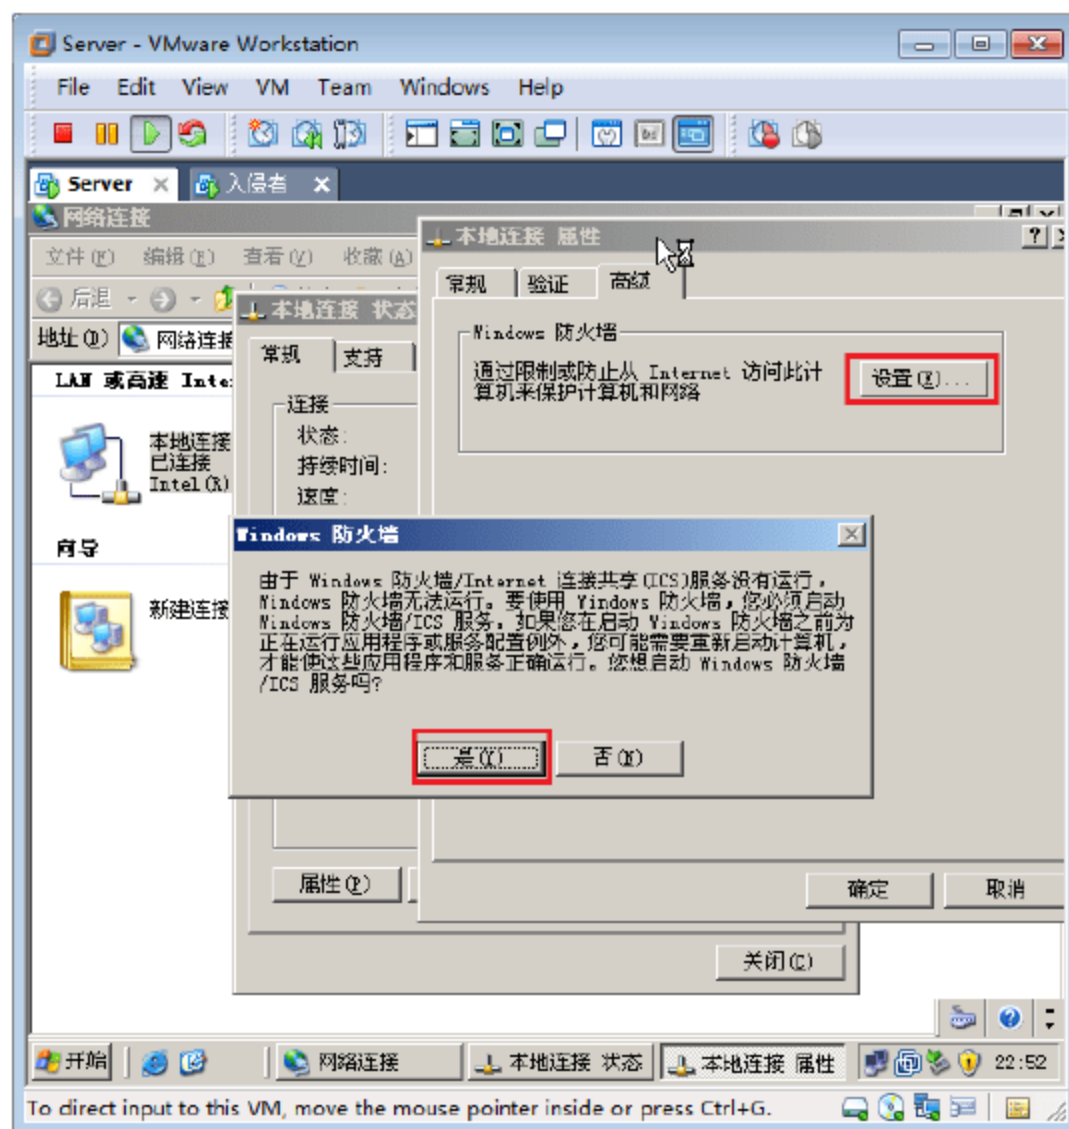 Server - VMware Workstation
File Edit View VM Team Windows Help
Server 入侵者
网络连接
本地连接 属性
文件(F) 编辑(E) 查看(V) 收藏(A)
常规 验证 高级
后退
本地连接 状态
Windows 防火墙
地址(D) 网络连接
常规 支持
通过限制或防止从 Internet 访问此计
算机来保护计算机和网络
设置(E)...
LAN 或高速 Inte
连接
状态:
持续时间:
速度:
本地连接
已连接
Intel(R)
向导
新建连接
Windows 防火墙
由于 Windows 防火墙/Internet 连接共享(ICS)服务没有运行，
Windows 防火墙无法运行。要使用 Windows 防火墙，您必须启动
Windows 防火墙/ICS 服务。如果您在启动 Windows 防火墙之前为
正在运行应用程序或服务配置例外，您可能需要重新启动计算机，
才能使这些应用程序和服务正确运行。您想启动 Windows 防火墙
/ICS 服务吗?
是(Y) 否(N)
属性(P)
确定 取消
关闭(C)
开始 网络连接 本地连接 状态 本地连接 属性 22:52
To direct input to this VM, move the mouse pointer inside or press Ctrl+G.